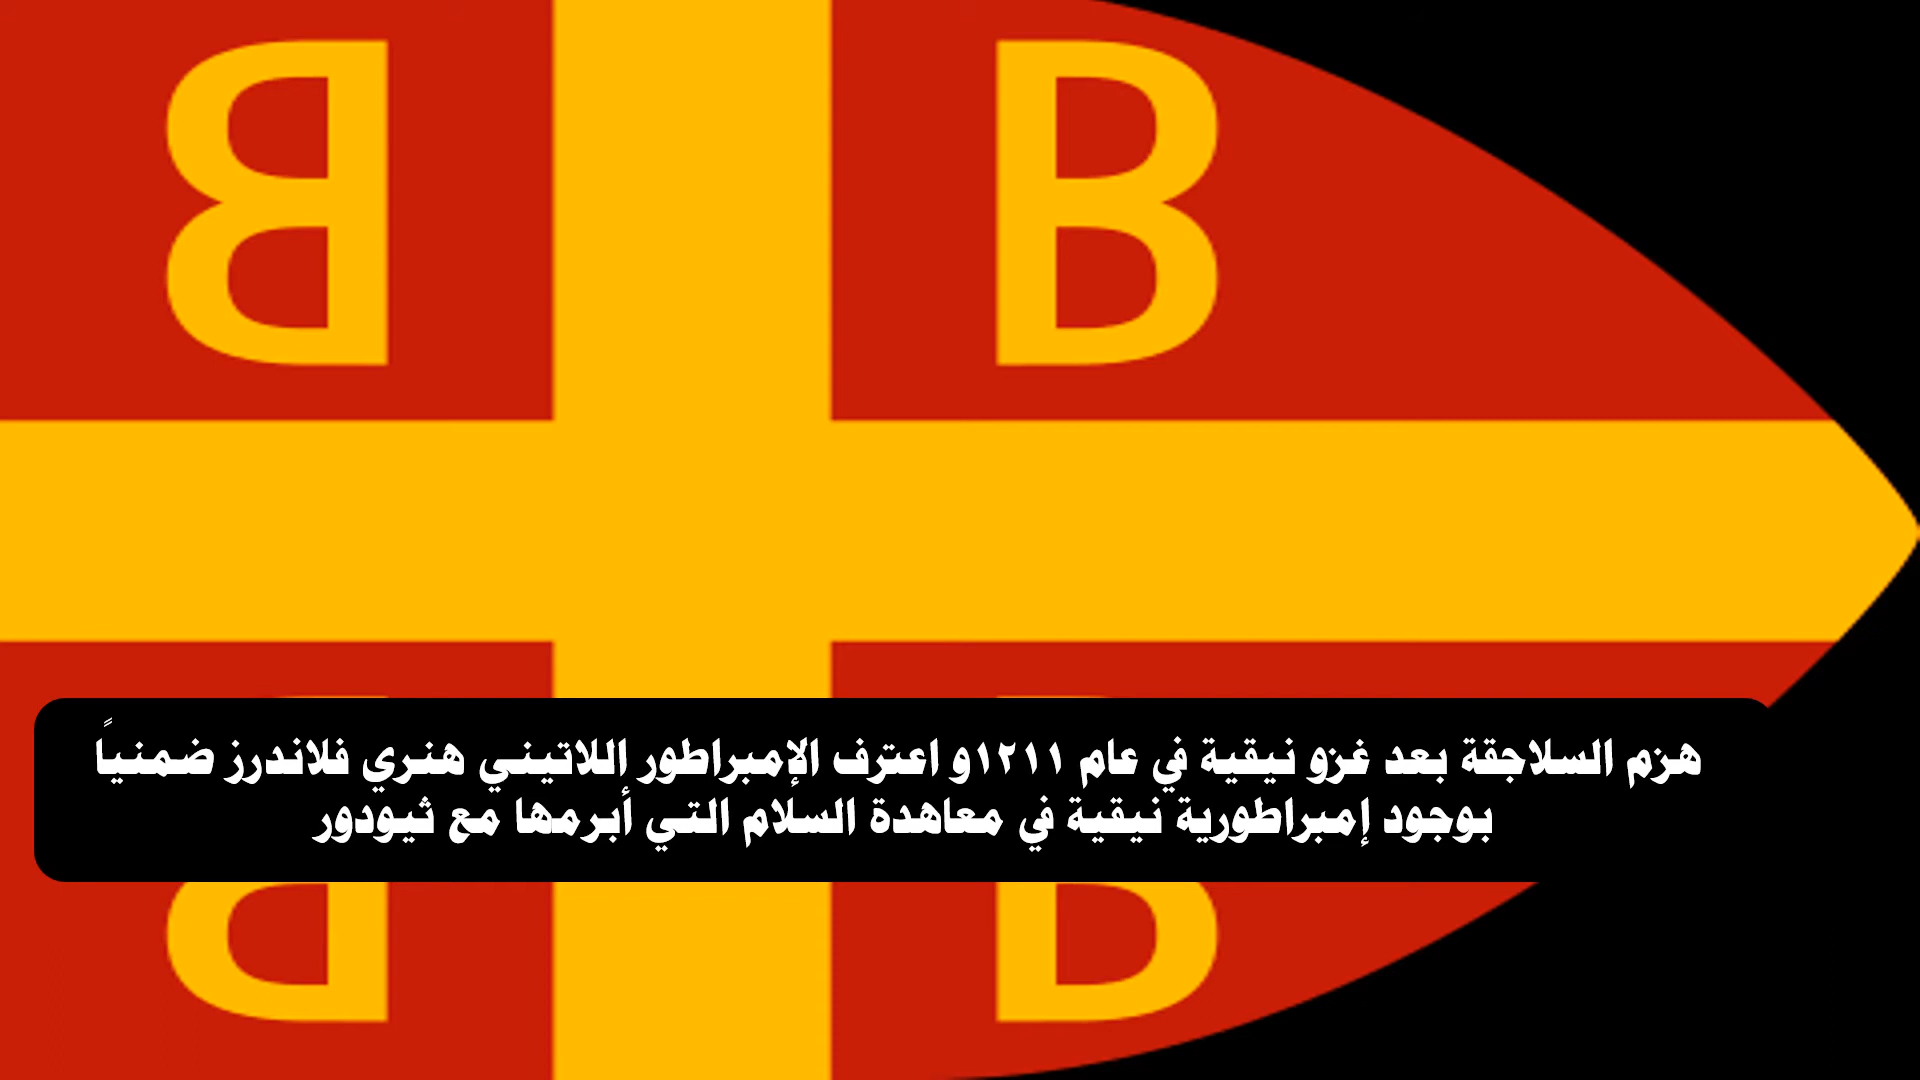 B B
هزم السلاجقة بعد غزو نيقية في عام ١٢١١و اعترف الإمبراطور اللاتيني هنري فلاندرز ضمنياً
بوجود إمبراطورية نيقية في معاهدة السلام التي أبرمها مع ثيودور
B B